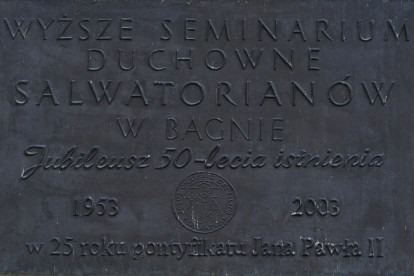 WYŻSZE SEMINARIUM
DUCHOWNE
SALWATORIANÓW
W BAGNIE
Jubileusz 50-lecia istnienia
1953 2003
w 25 roku pontyfikatu Jana Pawła II